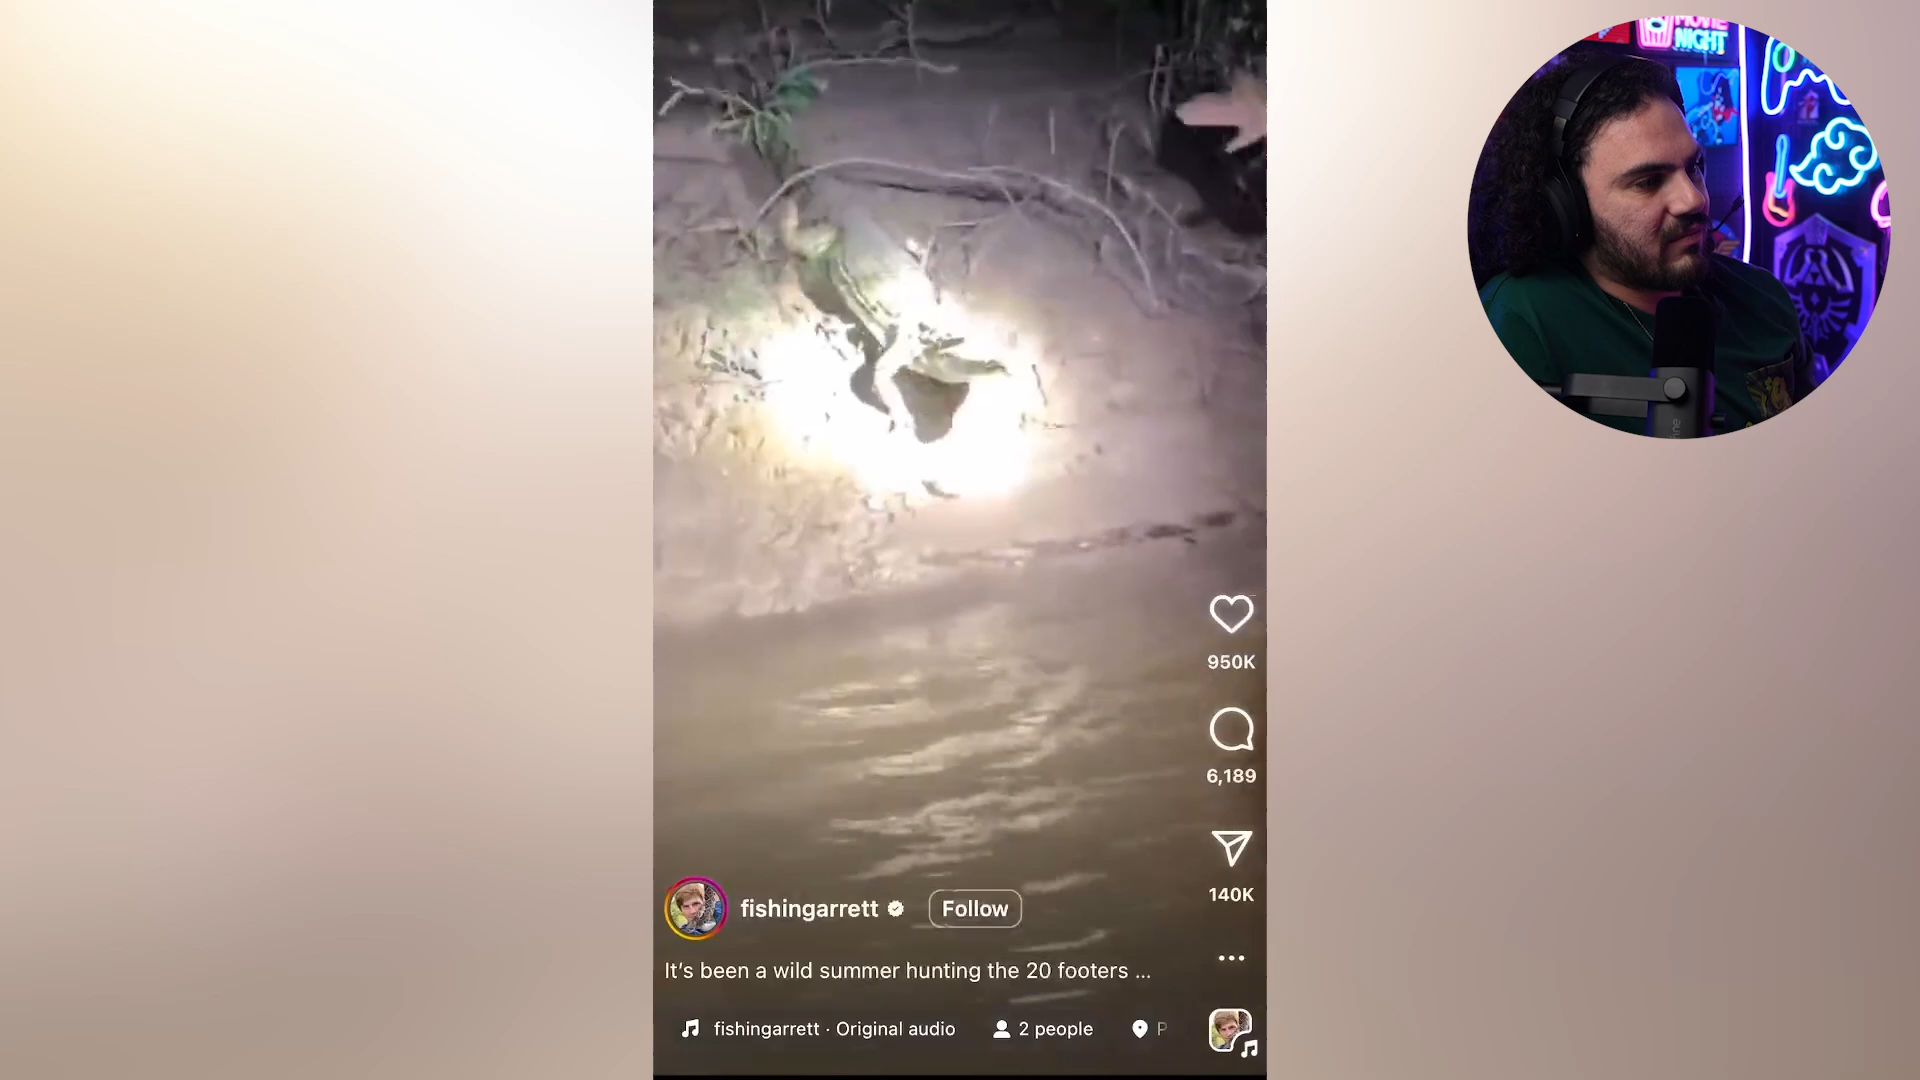 MOVIE
NIGHT
950K
6,189
140K
fishingarrett
Follow
It's been a wild summer hunting the 20 footers ...
fishingarrett · Original audio
2 people
P